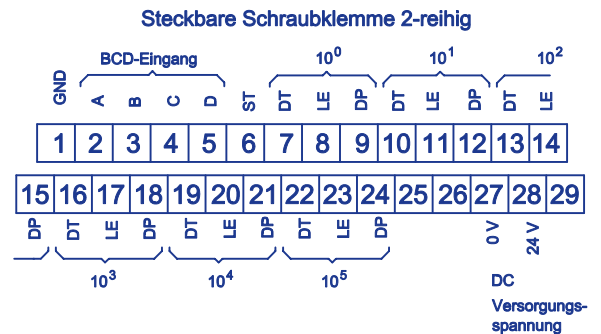 Steckbare Schraubklemme 2-reihig
BCD-Eingang 10⁰ 10¹ 10²
GND A B C D ST DT LE DP DT LE DP DT LE
1 2 3 4 5 6 7 8 9 10 11 12 13 14
15 16 17 18 19 20 21 22 23 24 25 26 27 28 29
DP DT LE DP DT LE DP DT LE DP 0 V 24 V
10³ 10⁴ 10⁵ DC
Versorgungs-
spannung